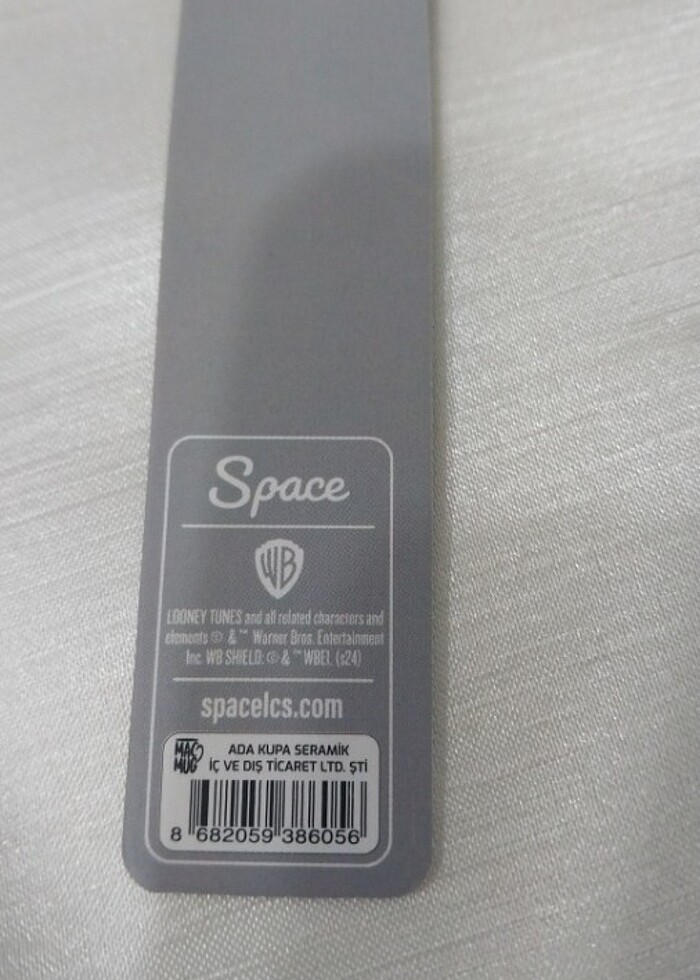 Space
WB
LOONEY TUNES and all related characters and
elements © & ™ Warner Bros. Entertainment
Inc. WB SHIELD: © & ™ WBEI. (s24)
spacelcs.com
MAG
MUG
ADA KUPA SERAMİK
İÇ VE DIŞ TİCARET LTD. ŞTİ
8 682059 386056